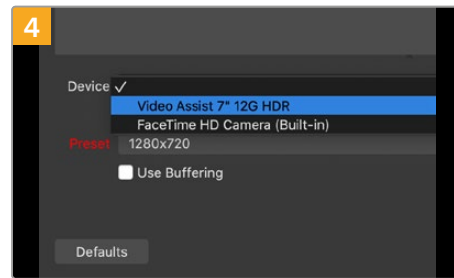 4
Device ✓
Video Assist 7" 12G HDR
FaceTime HD Camera (Built-in)
Preset 1280x720
Use Buffering
Defaults